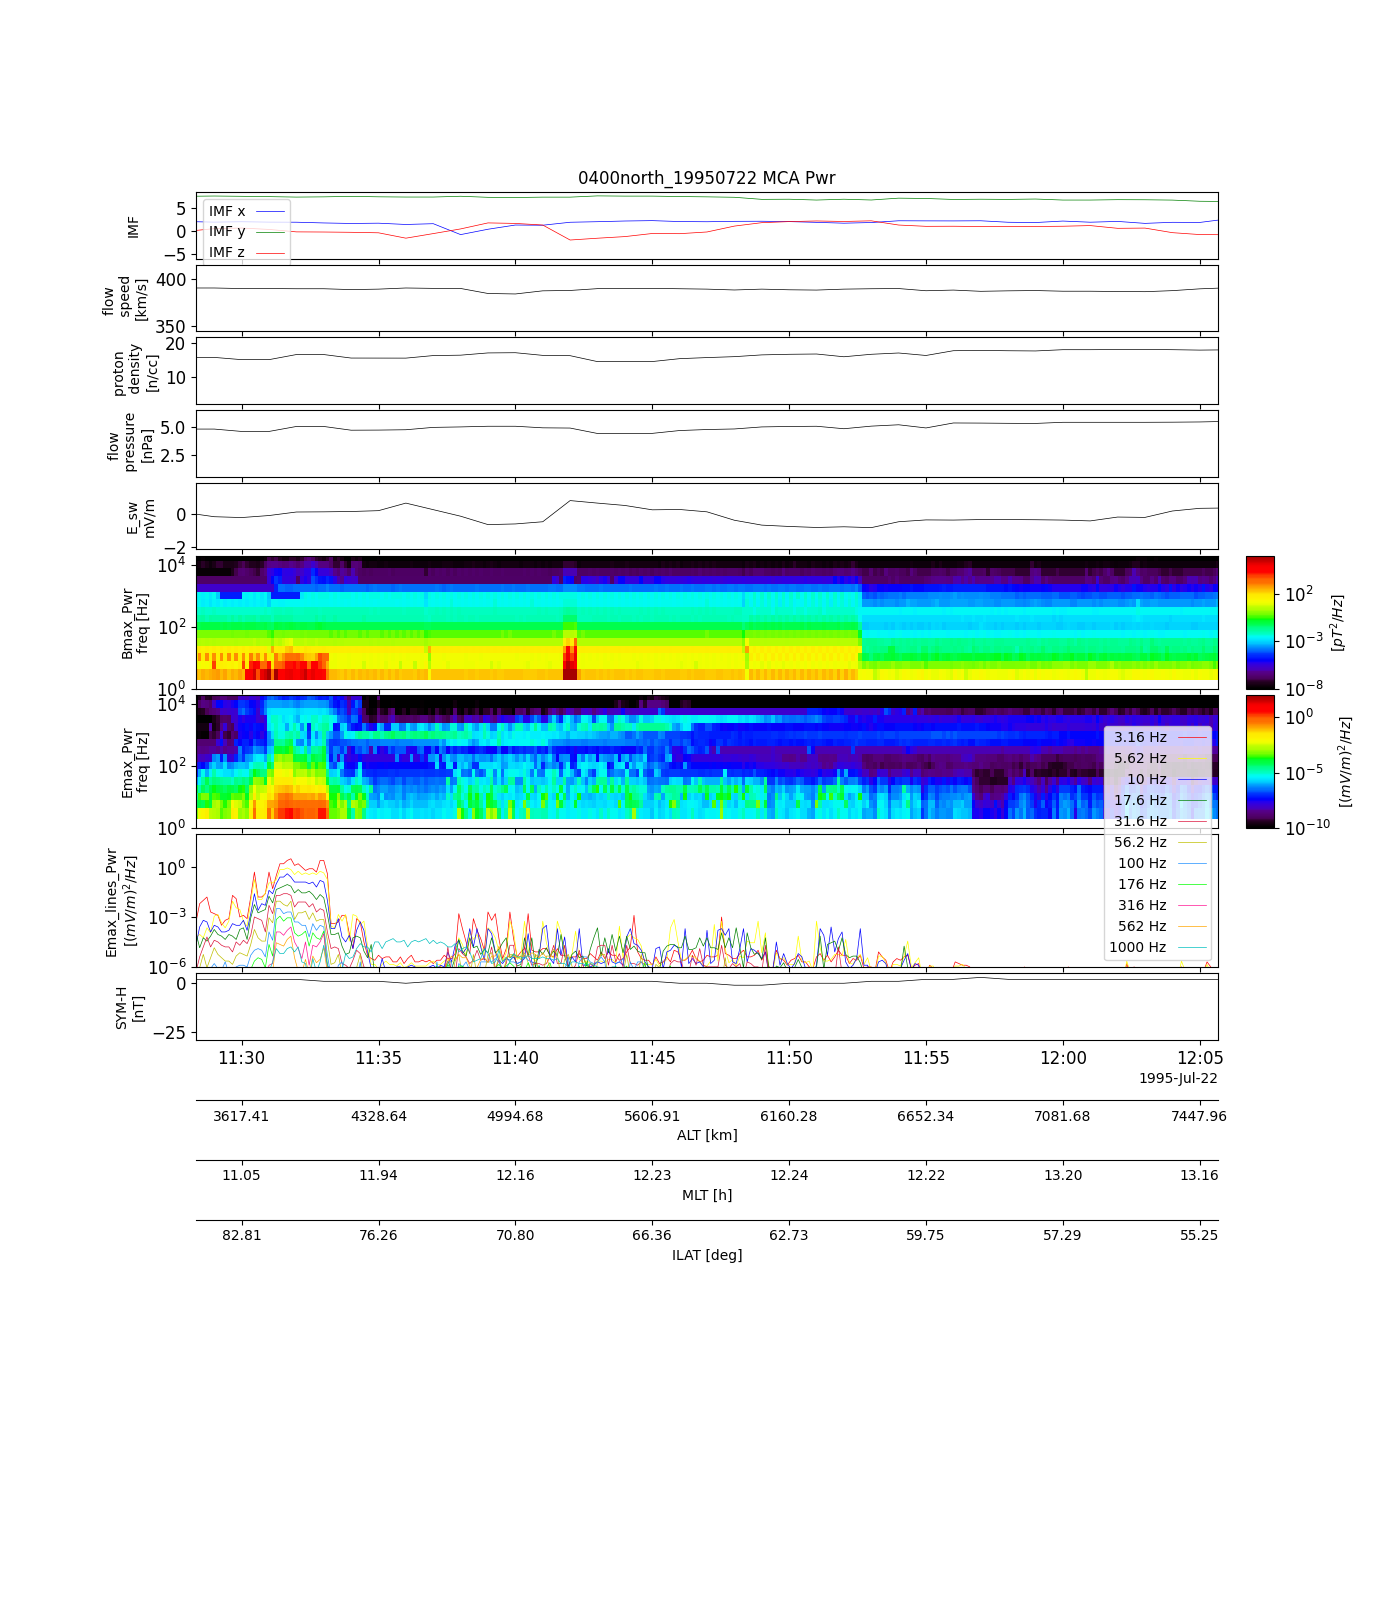 0400north_19950722 MCA Pwr
5
0
−5
IMF
IMF x
IMF y
IMF z
400
350
flow
speed
[km/s]
20
10
proton
density
[n/cc]
5.0
2.5
flow
pressure
[nPa]
0
−2
E_sw
mV/m
10^4
10^2
10^0
Bmax_Pwr
freq [Hz]
10^2
10^−3
10^−8
[pT^2/Hz]
10^4
10^2
10^0
Emax_Pwr
freq [Hz]
10^0
10^−5
10^−10
[(mV/m)^2/Hz]
3.16 Hz
5.62 Hz
10 Hz
17.6 Hz
31.6 Hz
56.2 Hz
100 Hz
176 Hz
316 Hz
562 Hz
1000 Hz
10^0
10^−3
10^−6
Emax_lines_Pwr
[(mV/m)^2/Hz]
0
−25
SYM-H
[nT]
11:30 11:35 11:40 11:45 11:50 11:55 12:00 12:05
1995-Jul-22
3617.41 4328.64 4994.68 5606.91 6160.28 6652.34 7081.68 7447.96
ALT [km]
11.05 11.94 12.16 12.23 12.24 12.22 13.20 13.16
MLT [h]
82.81 76.26 70.80 66.36 62.73 59.75 57.29 55.25
ILAT [deg]